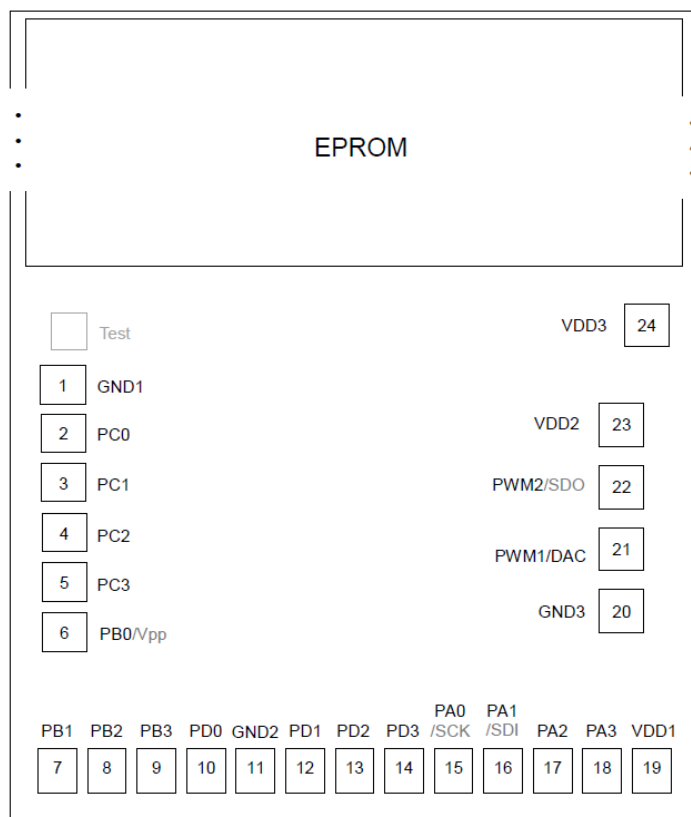 EPROM
Test
VDD3 24
1 GND1
2 PC0
VDD2 23
3 PC1
PWM2/SDO 22
4 PC2
PWM1/DAC 21
5 PC3
GND3 20
6 PB0/Vpp
PA0 PA1
PB1 PB2 PB3 PD0 GND2 PD1 PD2 PD3 /SCK /SDI PA2 PA3 VDD1
7 8 9 10 11 12 13 14 15 16 17 18 19